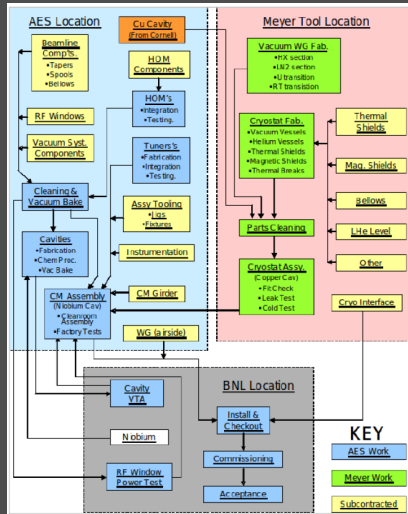 AES Location
Cu Cavity
(From Cornell)
Meyer Tool Location
Beamline
Comp'ts.
•Tapers
•Spools
•Bellows
HOM
Components
Vacuum WG Fab.
•HX section
•LN2 section
•U transition
•RT transistion
RF Windows
HOM's
•Integration
•Testing.
Cryostat Fab.
•Vacuum Vessels
•Helium Vessels
•Thermal Shields
•Magnetic Shields
•Thermal Breaks
Thermal
Shields
Vacuum Syst.
Components
Tuners's
•Fabrication
•Integration
•Testing.
Mag. Shields
Cleaning &
Vacuum Bake
Assy Tooling
•Jigs
•Fixtures
Bellows
Parts Cleaning
Cavities
•Fabrication
•Chem Proc.
•Vac Bake
Instrumentation
LHe Level
Cryostat Assy.
(Copper Cav)
•Fit Check
•Leak Test
•Cold Test
Other
CM Assembly
(Niobium Cav)
•Cleanroom
Assembly
•Factory Tests
CM Girder
Cryo Interface
WG (airside)
BNL Location
Cavity
VTA
Install &
Checkout
Niobium
KEY
Commissioning
AES Work
RF Window
Power Test
Meyer Work
Acceptance
Subcontracted